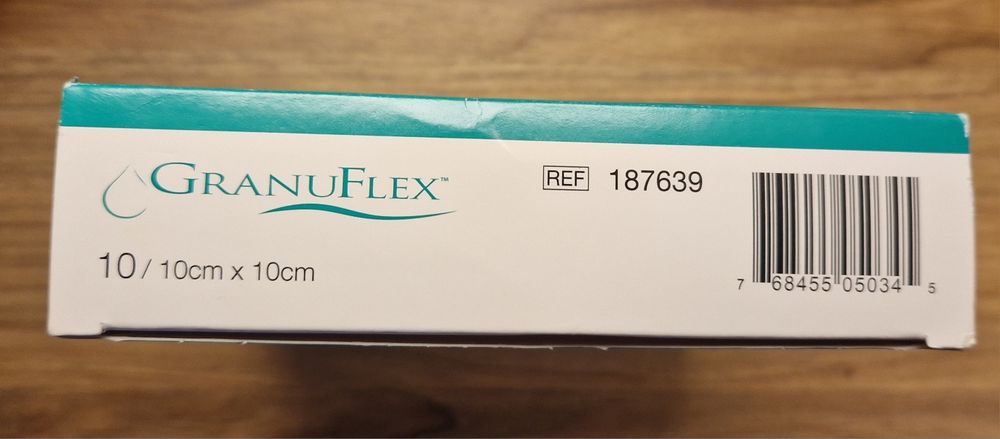 GRANUFLEX™
REF 187639
10 / 10cm x 10cm
7 68455 05034 5